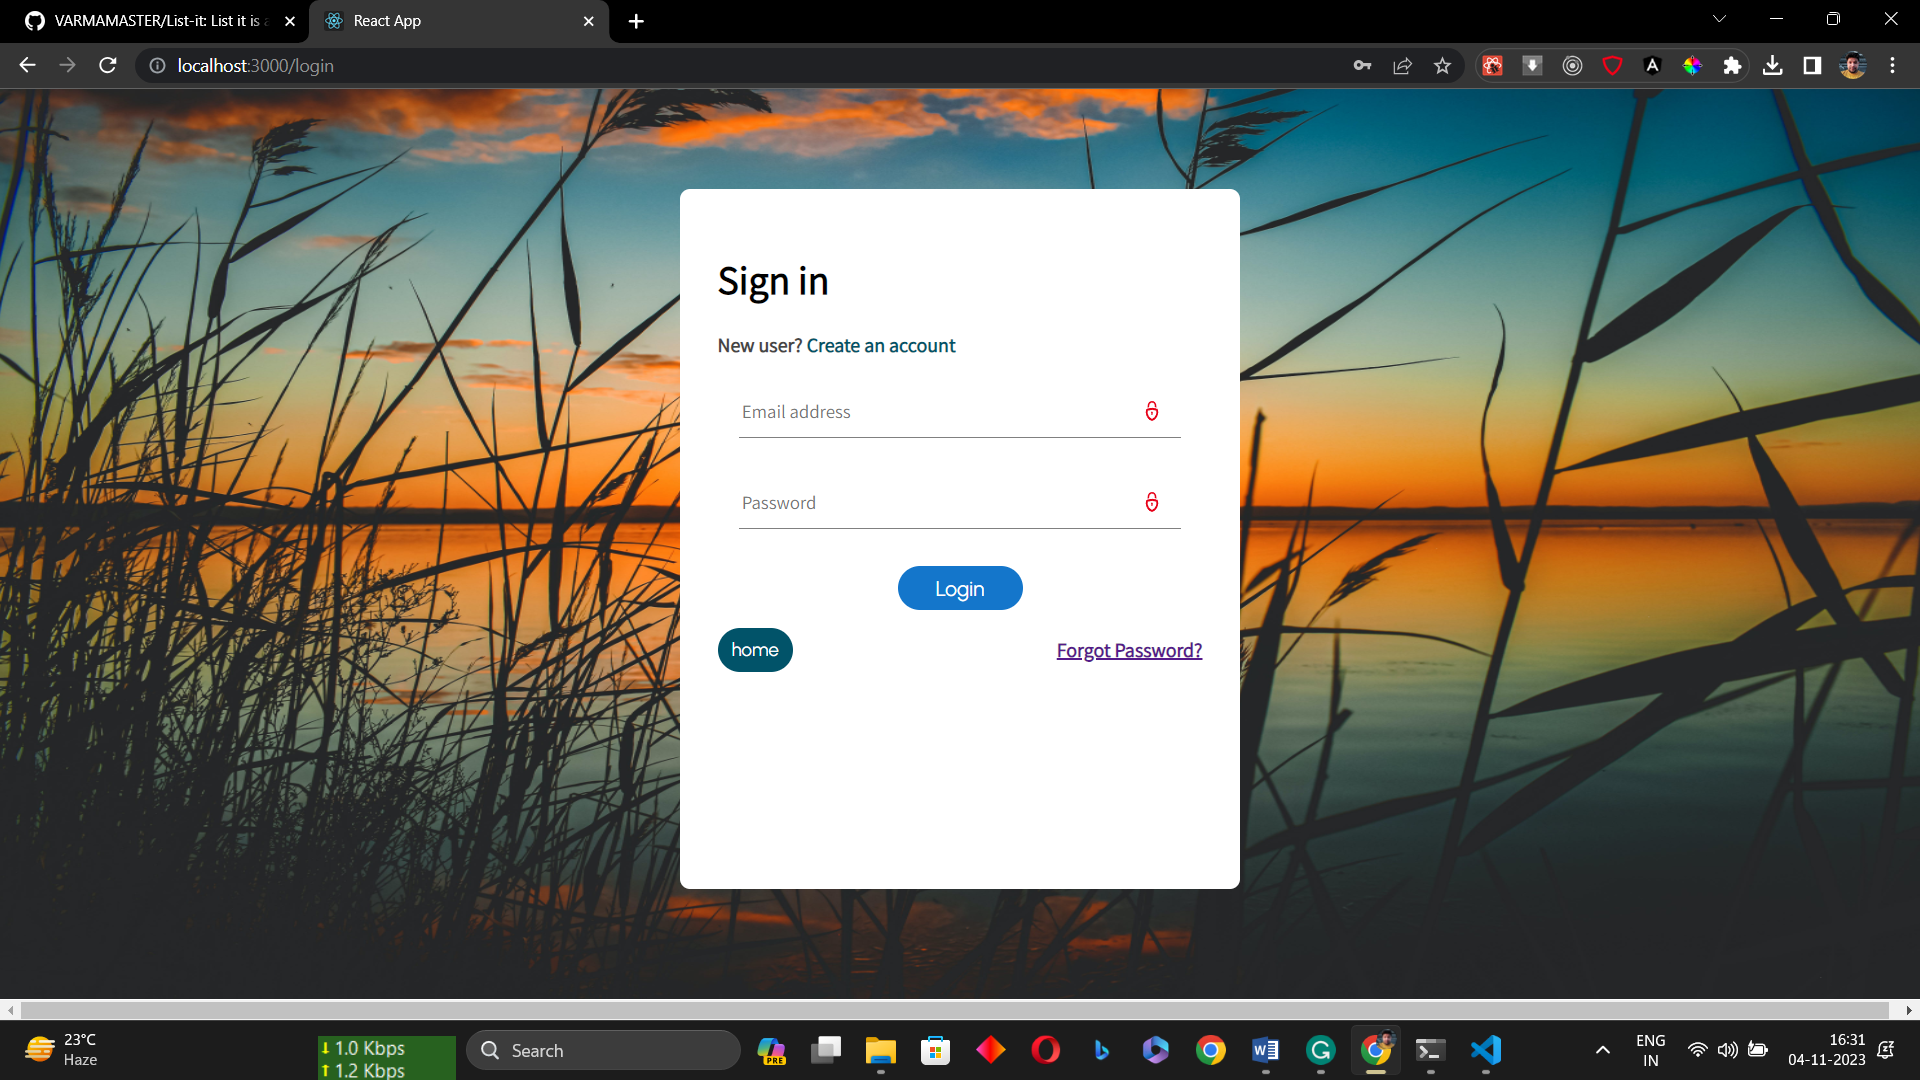 VARMAMASTER/List-it: List it is a
React App
localhost:3000/login
Sign in
New user? Create an account
Email address
Password
Login
home
Forgot Password?
23°C
Haze
1.0 Kbps
1.2 Kbps
Search
PRE
ENG
IN
16:31
04-11-2023